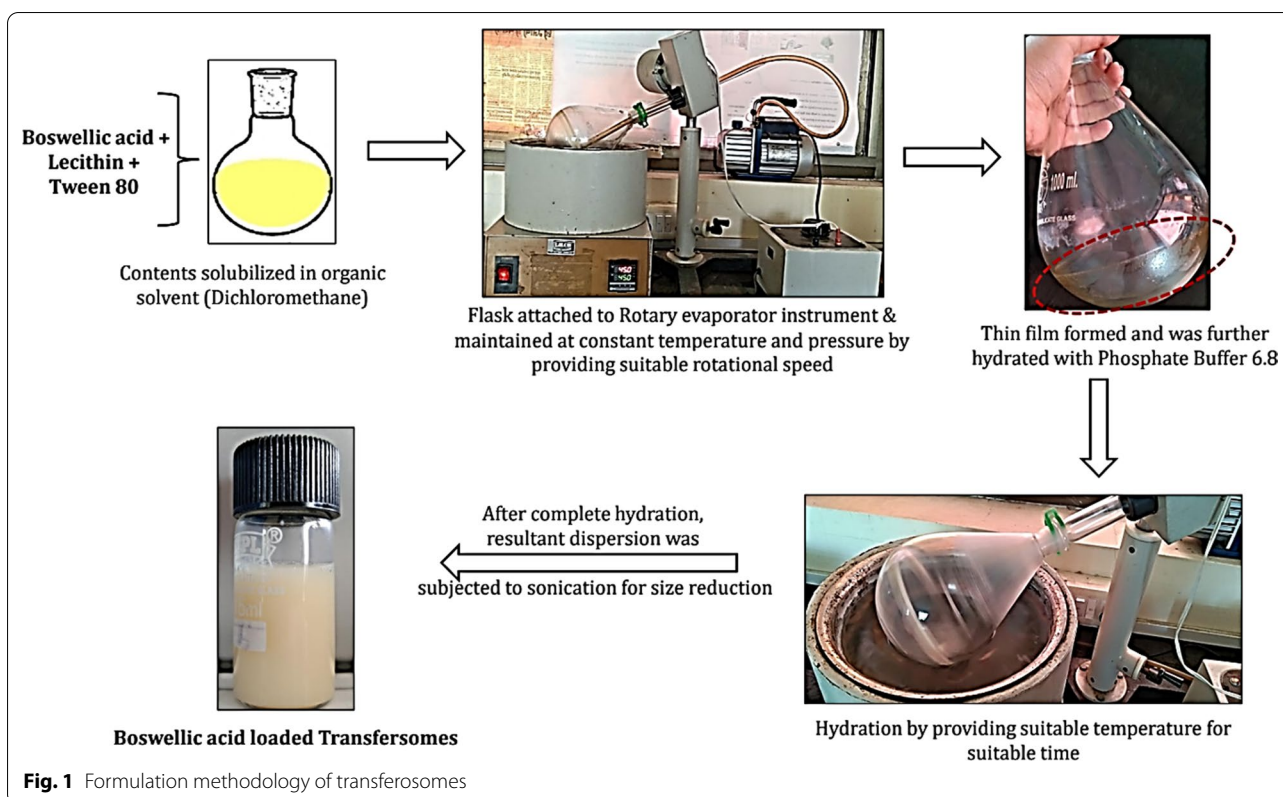 Boswellic acid +
Lecithin +
Tween 80
Contents solubilized in organic
solvent (Dichloromethane)
Flask attached to Rotary evaporator instrument &
maintained at constant temperature and pressure by
providing suitable rotational speed
1000 ml.
Thin film formed and was further
hydrated with Phosphate Buffer 6.8
Hydration by providing suitable temperature for
suitable time
After complete hydration,
resultant dispersion was
subjected to sonication for size reduction
Boswellic acid loaded Transfersomes
Fig. 1 Formulation methodology of transferosomes